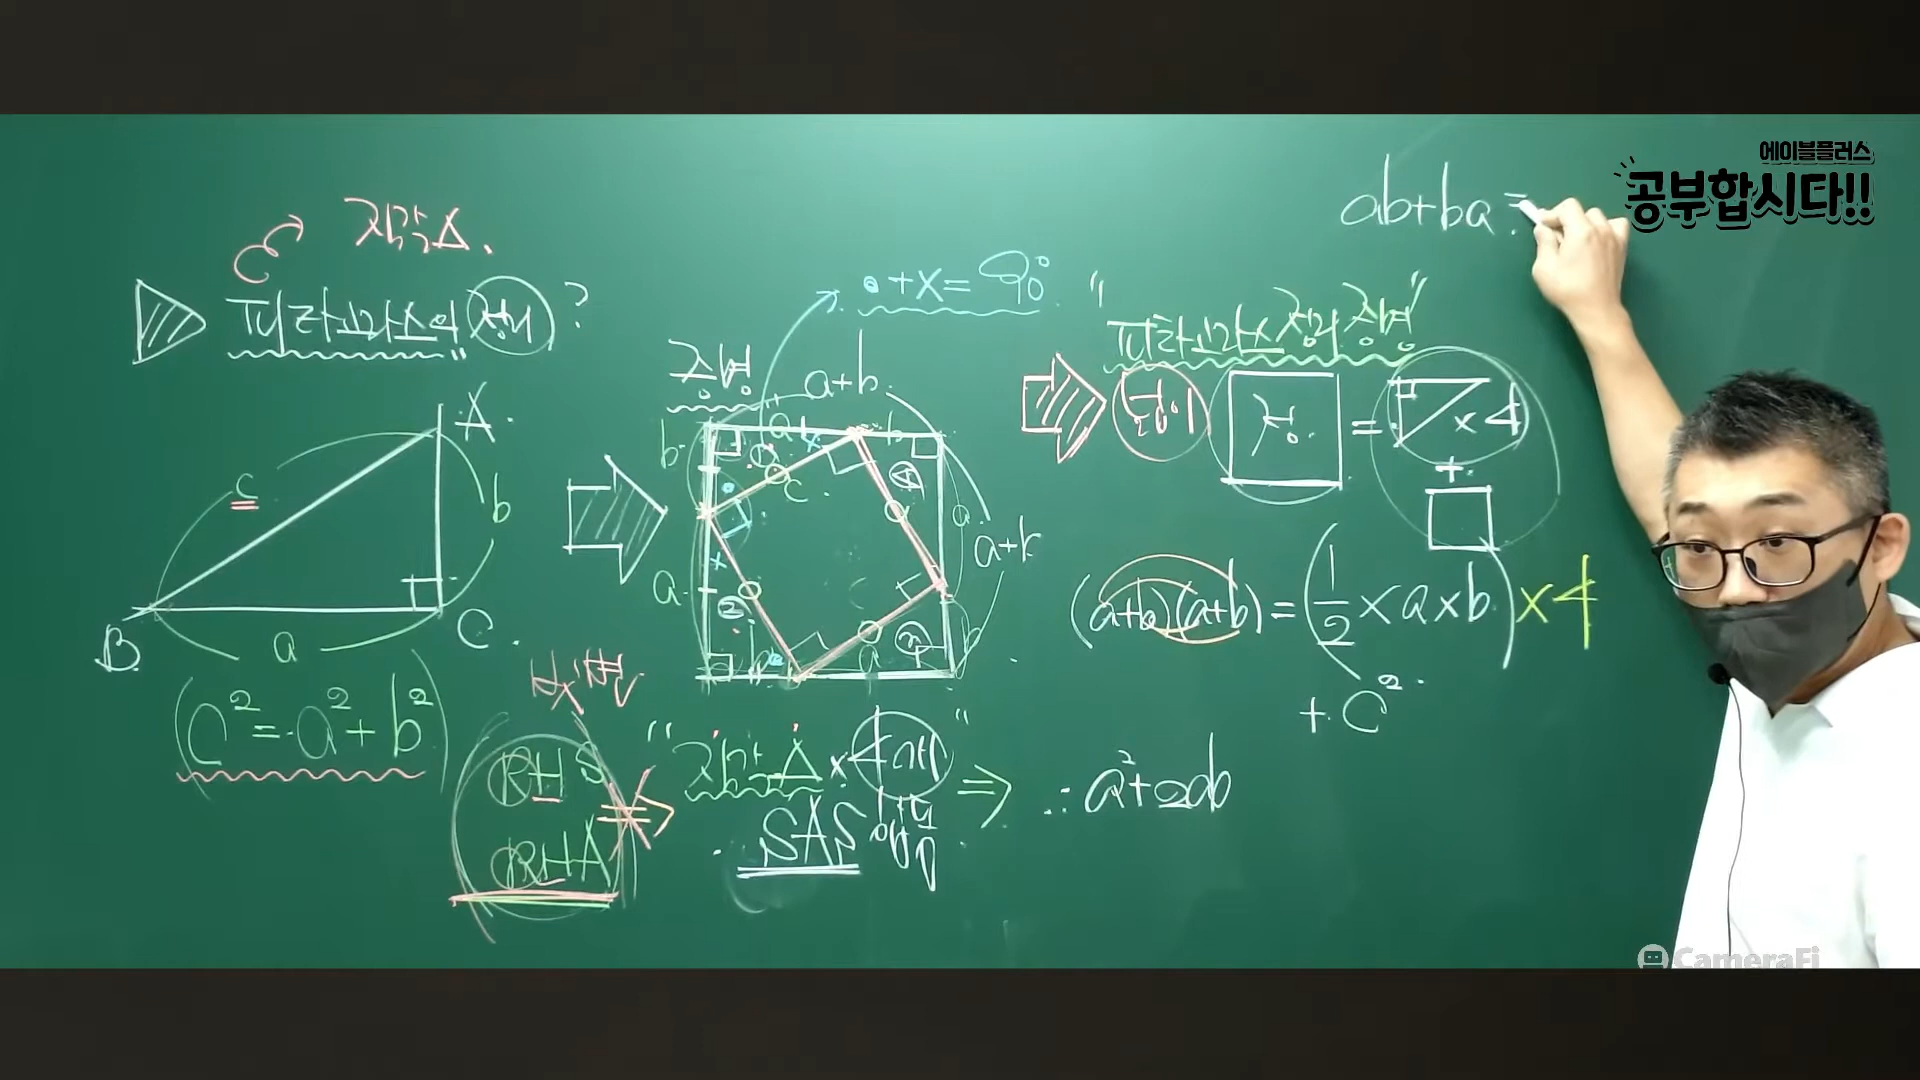 직각△.
"피타고라스의 정리"?
A
c
b
B
a
C
(c²=a²+b²)
•+x=90°
증명
a+b
b
a
b
c
x
a
a+b
a
x
②
④
b
a
b
RHS
RHA
"직각△×4개"
SAS
⇒
ab+ba=
에이블플러스
공부합시다!!
"피타고라스 정리 증명"
넓이
정
=
×4
+
(a+b)(a+b)=(1/2×a×b)×4
+c²
∴a²+2ab
CameraFi